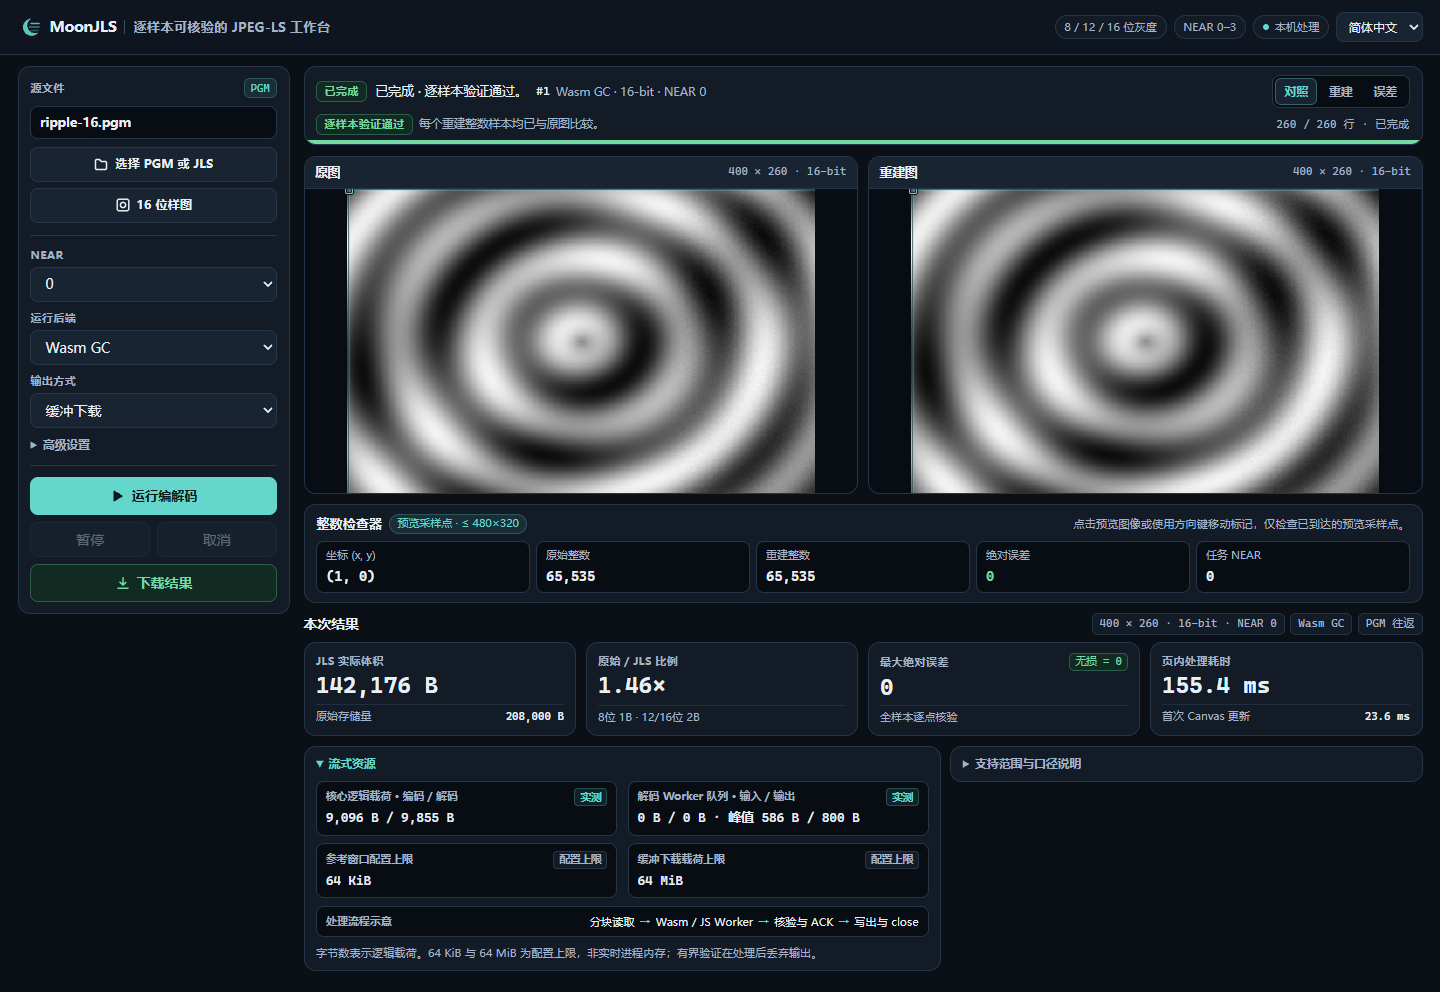 MoonJLS 逐样本可核验的 JPEG-LS 工作台
8 / 12 / 16 位灰度 NEAR 0–3 本机处理 简体中文
源文件 PGM
ripple-16.pgm
选择 PGM 或 JLS
16 位样图
NEAR
0
运行后端
Wasm GC
输出方式
缓冲下载
高级设置
运行编解码
暂停 取消
下载结果
已完成 已完成 · 逐样本验证通过。 #1 Wasm GC · 16-bit · NEAR 0
对照 重建 误差
逐样本验证通过 每个重建整数样本均已与原图比较。
260 / 260 行 · 已完成
原图 400 × 260 · 16-bit
重建图 400 × 260 · 16-bit
整数检查器 预览采样点 · ≤ 480×320
点击预览图像或使用方向键移动标记，仅检查已到达的预览采样点。
坐标 (x, y)
(1, 0)
原始整数
65,535
重建整数
65,535
绝对误差
0
任务 NEAR
0
本次结果
400 × 260 · 16-bit · NEAR 0 Wasm GC PGM 往返
JLS 实际体积
142,176 B
原始存储量 208,000 B
原始 / JLS 比例
1.46×
8位 1B · 12/16位 2B
最大绝对误差 无损 = 0
0
全样本逐点核验
页内处理耗时
155.4 ms
首次 Canvas 更新 23.6 ms
流式资源
核心逻辑载荷 • 编码 / 解码 实测
9,096 B / 9,855 B
解码 Worker 队列 • 输入 / 输出 实测
0 B / 0 B · 峰值 586 B / 800 B
参考窗口配置上限 配置上限
64 KiB
缓冲下载载荷上限 配置上限
64 MiB
处理流程示意 分块读取 → Wasm / JS Worker → 核验与 ACK → 写出与 close
字节数表示逻辑载荷。64 KiB 与 64 MiB 为配置上限，非实时进程内存；有界验证在处理后丢弃输出。
支持范围与口径说明